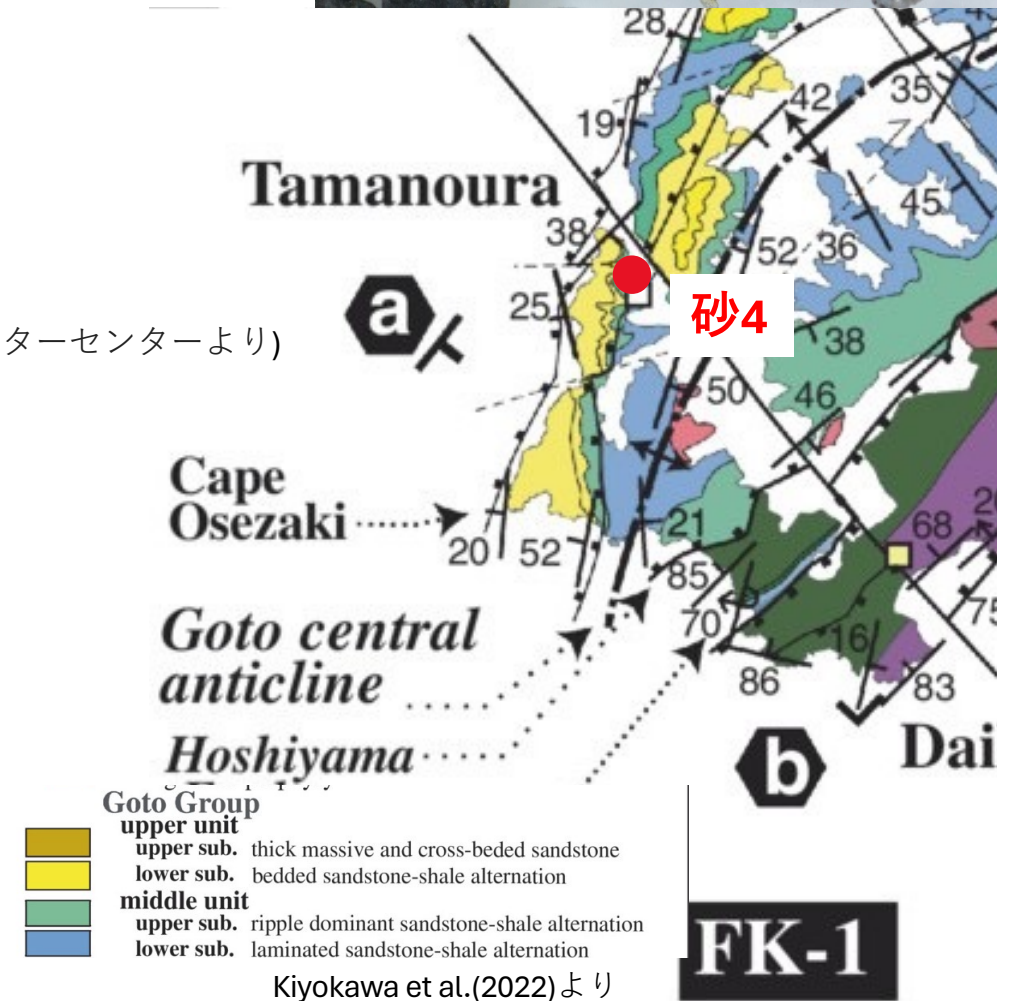 28
42
35
19
Tamanoura
45
38
52
36
a
25
砂4
ターセンターより)
38
50
46
Cape
Osezaki
20
52
21
68
85
70
16
86
83
Goto central
anticline
Hoshiyama
b
Dai
Goto Group
upper unit
upper sub. thick massive and cross-beded sandstone
lower sub. bedded sandstone-shale alternation
middle unit
upper sub. ripple dominant sandstone-shale alternation
lower sub. laminated sandstone-shale alternation
FK-1
Kiyokawa et al.(2022)より